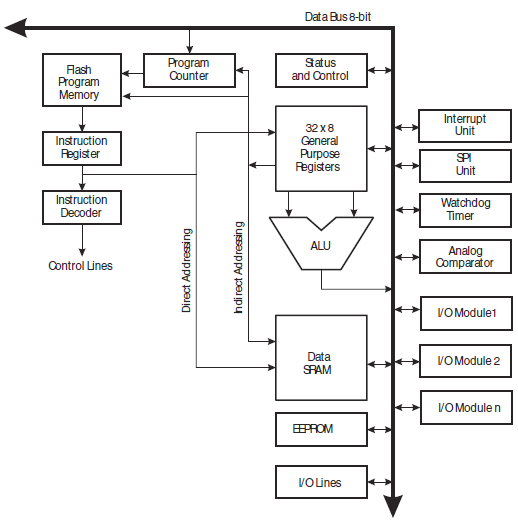 Data Bus 8-bit
Flash
Program
Memory
Program
Counter
Status
and Control
32 x 8
General
Purpose
Registers
Interrupt
Unit
Instruction
Register
SPI
Unit
Instruction
Decoder
Watchdog
Timer
Control Lines
Direct Addressing
Indirect Addressing
ALU
Analog
Comparator
I/O Module1
Data
SRAM
I/O Module 2
I/O Module n
EEPROM
I/O Lines